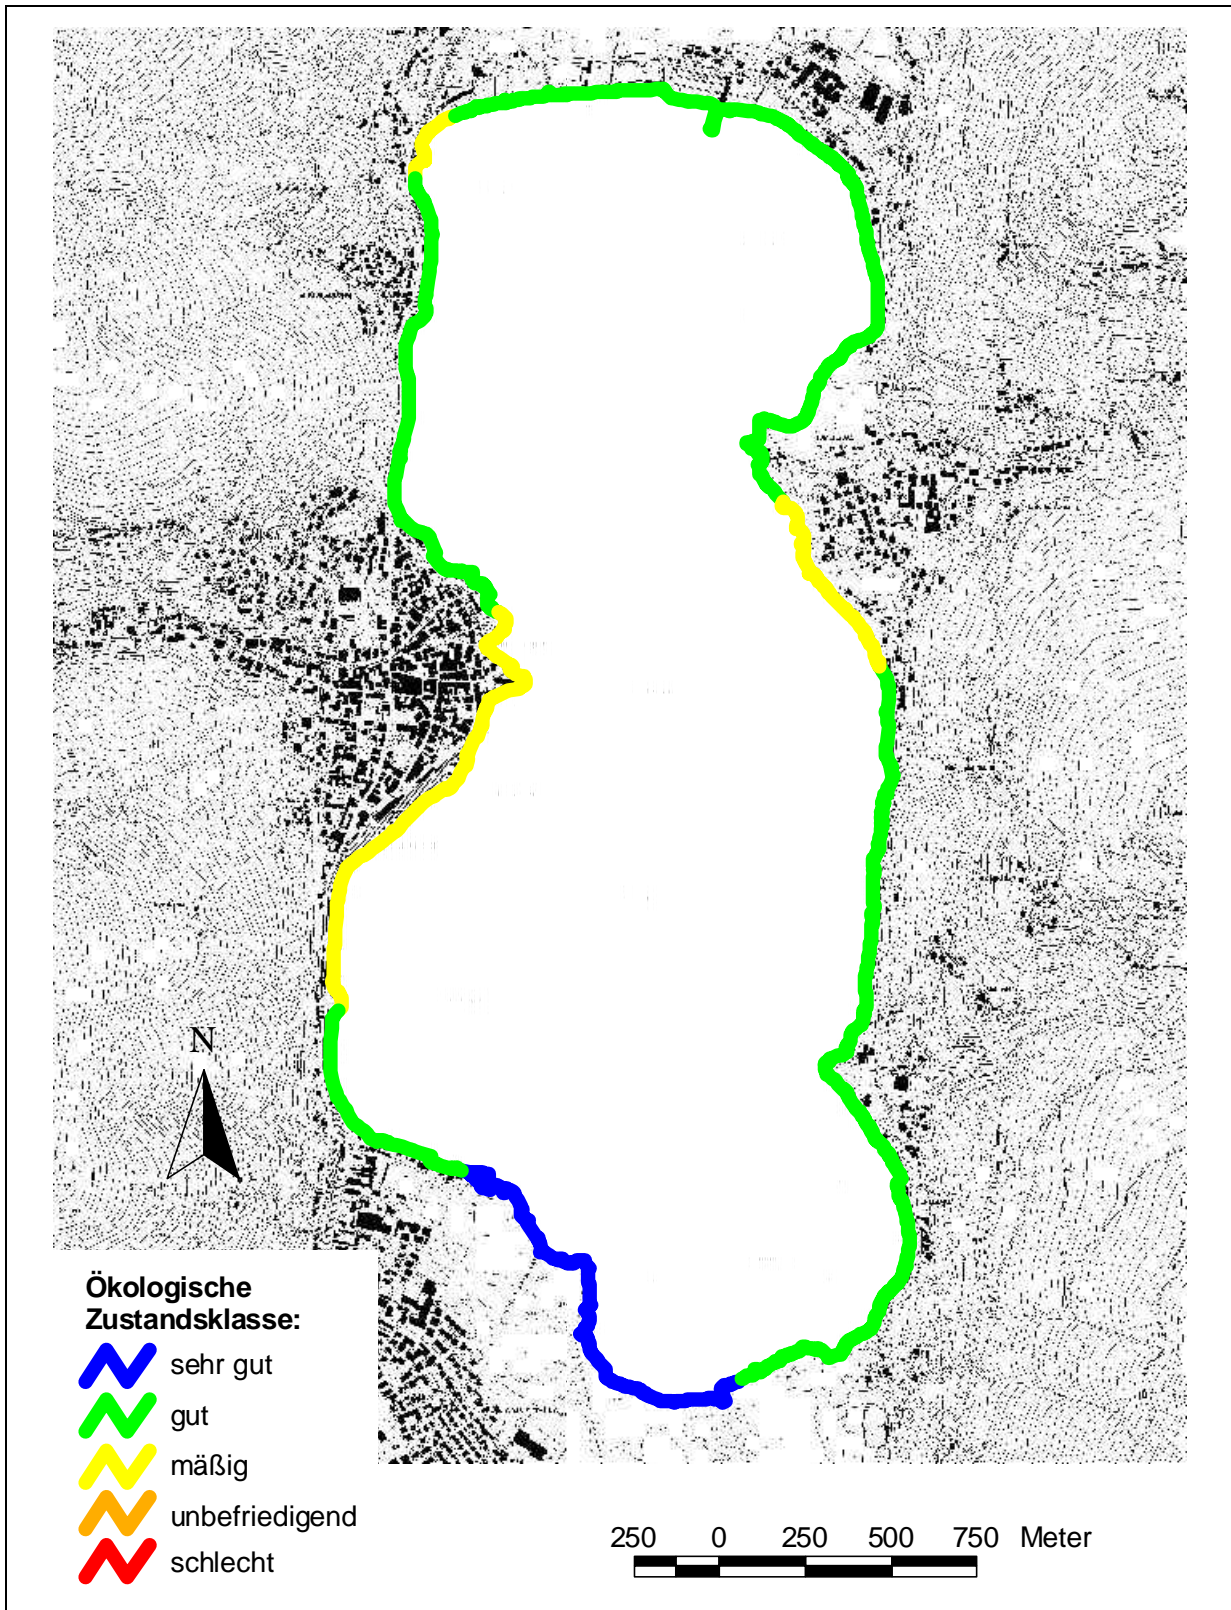 N
Ökologische
Zustandsklasse:
sehr gut
gut
mäßig
unbefriedigend
schlecht
250 0 250 500 750 Meter